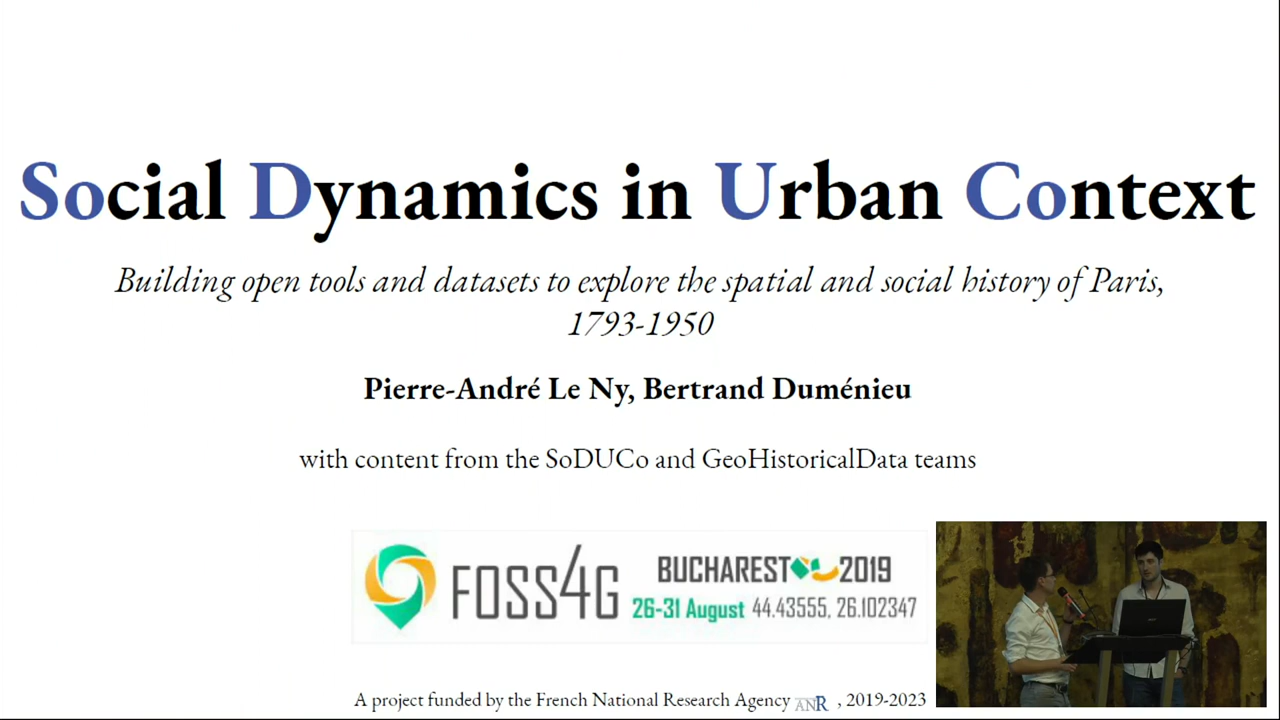 Social Dynamics in Urban Context
Building open tools and datasets to explore the spatial and social history of Paris,
1793-1950
Pierre-André Le Ny, Bertrand Duménieu
with content from the SoDUCo and GeoHistoricalData teams
FOSS4G
BUCHAREST 2019
26-31 August 44.43555, 26.102347
A project funded by the French National Research Agency ANR , 2019-2023